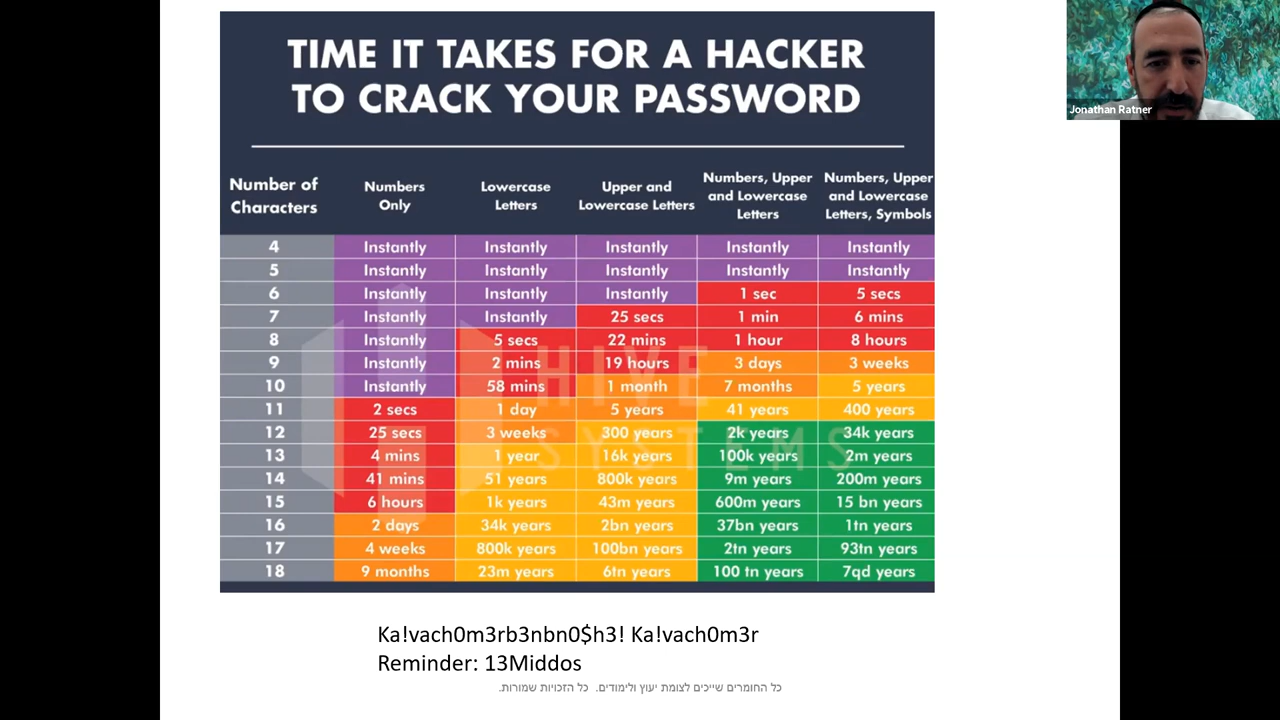 TIME IT TAKES FOR A HACKER
TO CRACK YOUR PASSWORD
Jonathan Ratner
Number of Characters | Numbers Only | Lowercase Letters | Upper and Lowercase Letters | Numbers, Upper and Lowercase Letters | Numbers, Upper and Lowercase Letters, Symbols
4 Instantly Instantly Instantly Instantly Instantly
5 Instantly Instantly Instantly Instantly Instantly
6 Instantly Instantly Instantly 1 sec 5 secs
7 Instantly Instantly 25 secs 1 min 6 mins
8 Instantly 5 secs 22 mins 1 hour 8 hours
9 Instantly 2 mins 19 hours 3 days 3 weeks
10 Instantly 58 mins 1 month 7 months 5 years
11 2 secs 1 day 5 years 41 years 400 years
12 25 secs 3 weeks 300 years 2k years 34k years
13 4 mins 1 year 16k years 100k years 2m years
14 41 mins 51 years 800k years 9m years 200m years
15 6 hours 1k years 43m years 600m years 15 bn years
16 2 days 34k years 2bn years 37bn years 1tn years
17 4 weeks 800k years 100bn years 2tn years 93tn years
18 9 months 23m years 6tn years 100 tn years 7qd years
HIVE
SYSTEMS
Ka!vach0m3rb3nbn0$h3! Ka!vach0m3r
Reminder: 13Middos
כל החומרים שייכים לצומת יעוץ ולימודים. כל הזכויות שמורות.